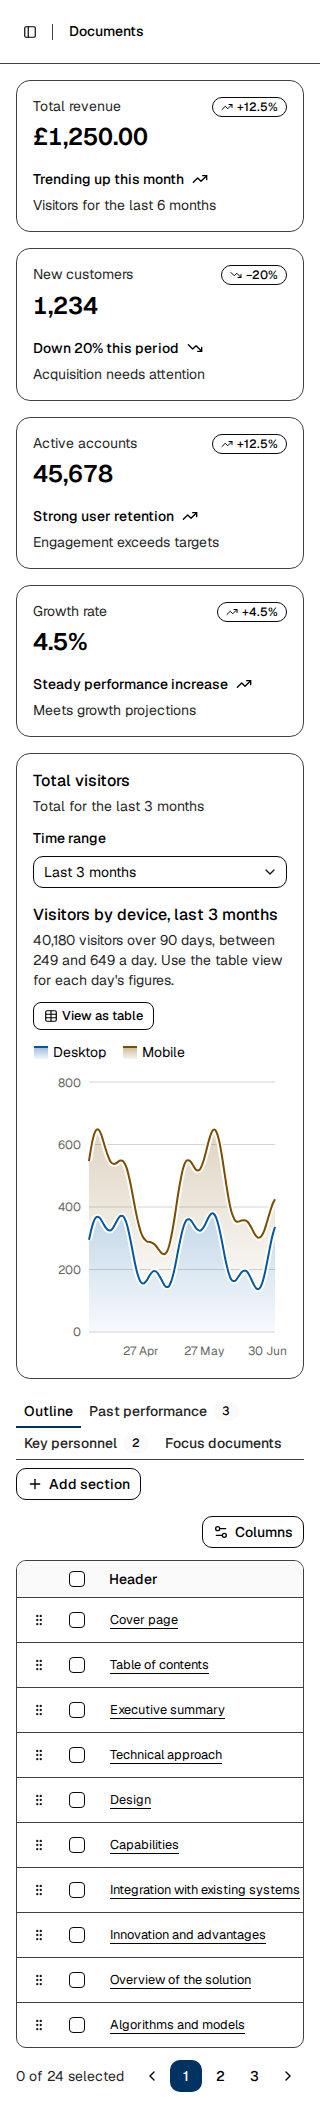 Documents
Total revenue
+12.5%
£1,250.00
Trending up this month
Visitors for the last 6 months
New customers
−20%
1,234
Down 20% this period
Acquisition needs attention
Active accounts
+12.5%
45,678
Strong user retention
Engagement exceeds targets
Growth rate
+4.5%
4.5%
Steady performance increase
Meets growth projections
Total visitors
Total for the last 3 months
Time range
Last 3 months
Visitors by device, last 3 months
40,180 visitors over 90 days, between
249 and 649 a day. Use the table view
for each day's figures.
View as table
Desktop Mobile
800
600
400
200
0
27 Apr 27 May 30 Jun
Outline Past performance 3
Key personnel 2 Focus documents
Add section
Columns
Header
Cover page
Table of contents
Executive summary
Technical approach
Design
Capabilities
Integration with existing systems
Innovation and advantages
Overview of the solution
Algorithms and models
0 of 24 selected 1 2 3